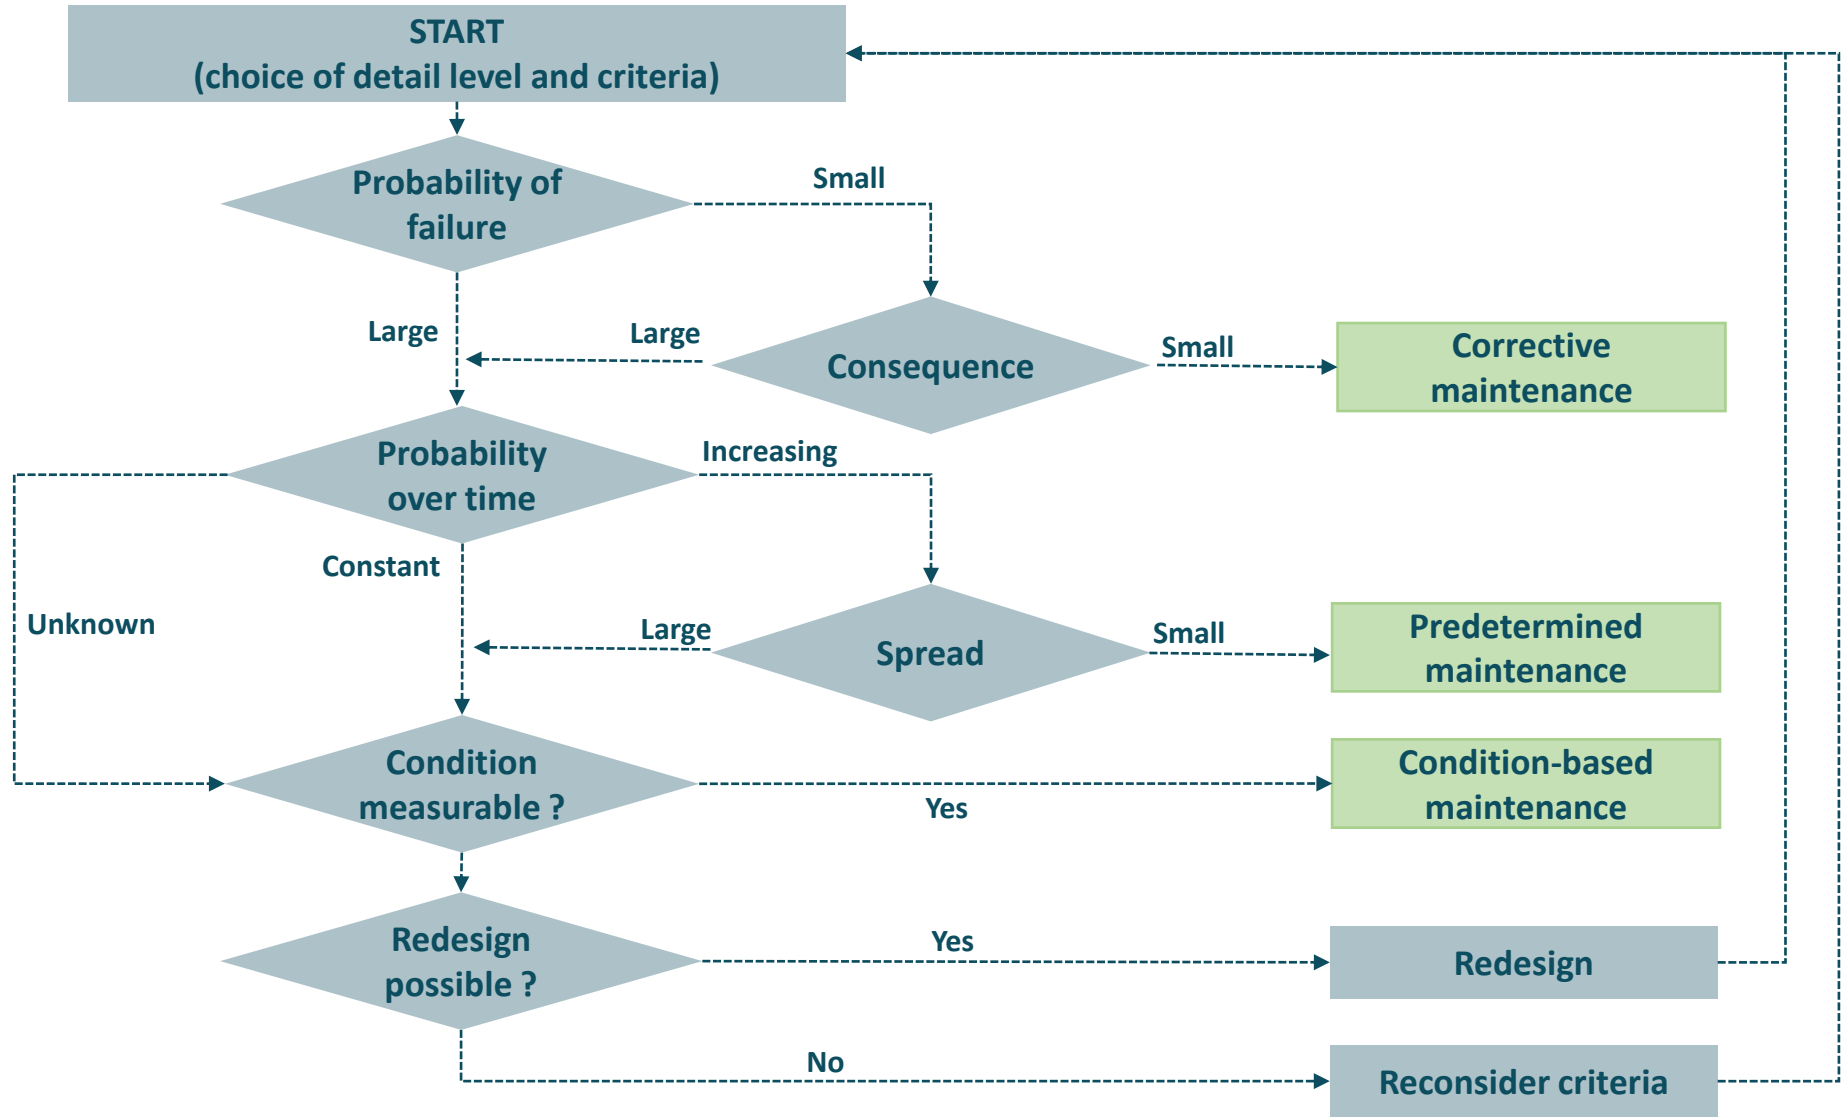 START
(choice of detail level and criteria)
Probability of
failure
Small
Large
Large
Consequence
Small
Corrective
maintenance
Probability
over time
Increasing
Constant
Unknown
Large
Spread
Small
Predetermined
maintenance
Condition
measurable ?
Yes
Condition-based
maintenance
Redesign
possible ?
Yes
Redesign
No
Reconsider criteria